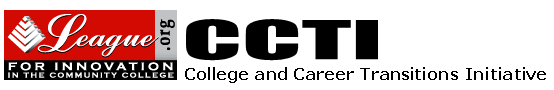 League
.org
FOR INNOVATION
IN THE COMMUNITY COLLEGE
CCTI
College and Career Transitions Initiative